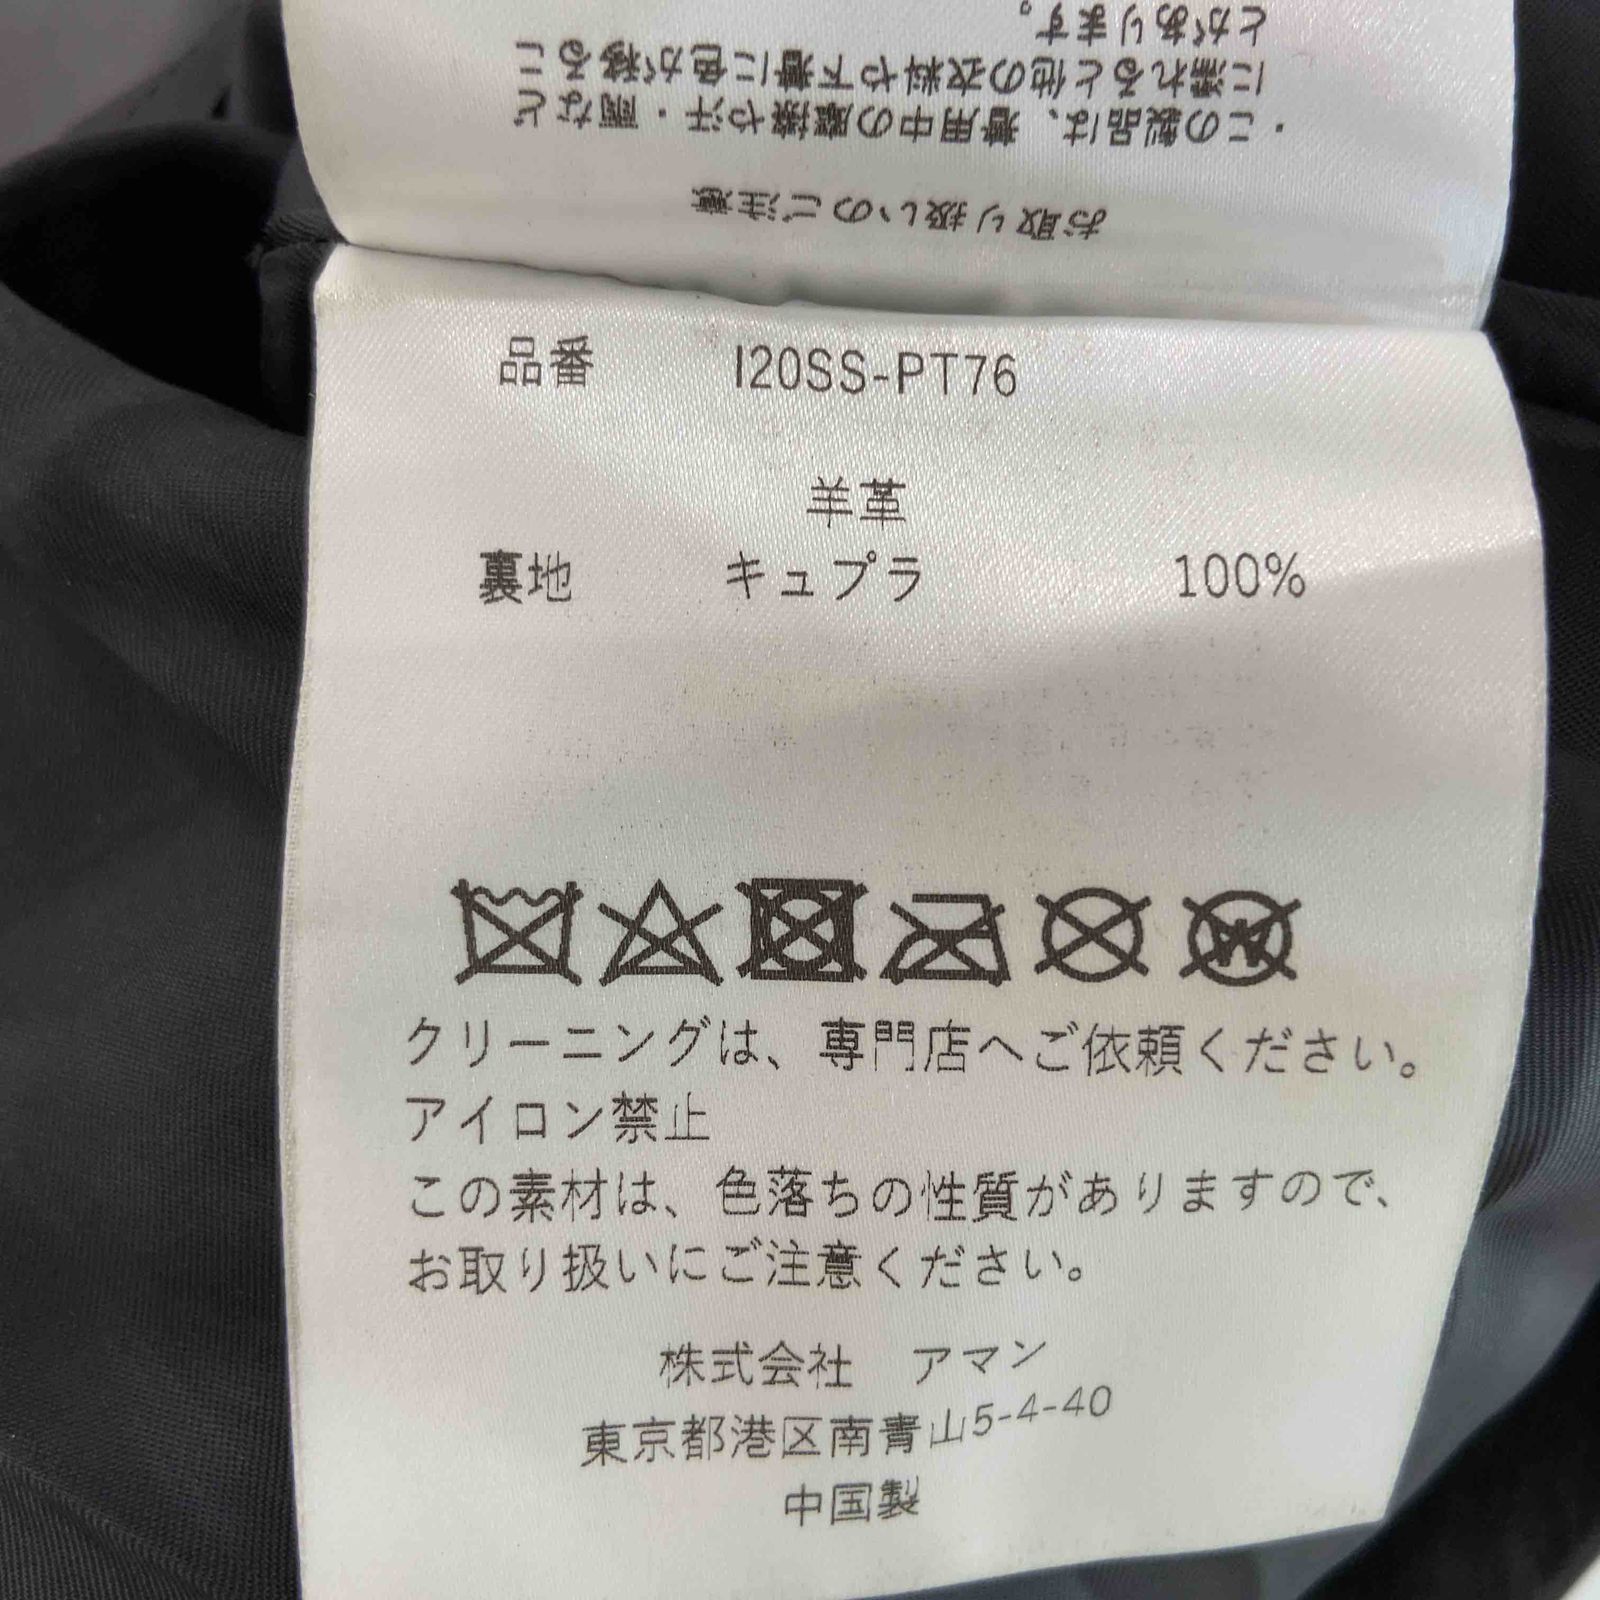 お取り扱いのご注意
・この製品は、着用中の摩擦や汗・雨など
に濡れると他の衣料や下着に色が移るこ
とがあります。
品番 I20SS-PT76
羊革
裏地 キュプラ 100%
クリーニングは、専門店へご依頼ください。
アイロン禁止
この素材は、色落ちの性質がありますので、
お取り扱いにご注意ください。
株式会社 アマン
東京都港区南青山5-4-40
中国製